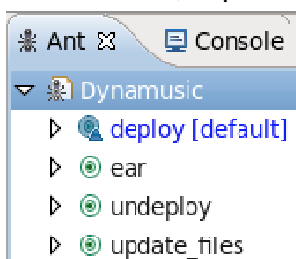 Ant Console
Dynamusic
deploy [default]
ear
undeploy
update_files